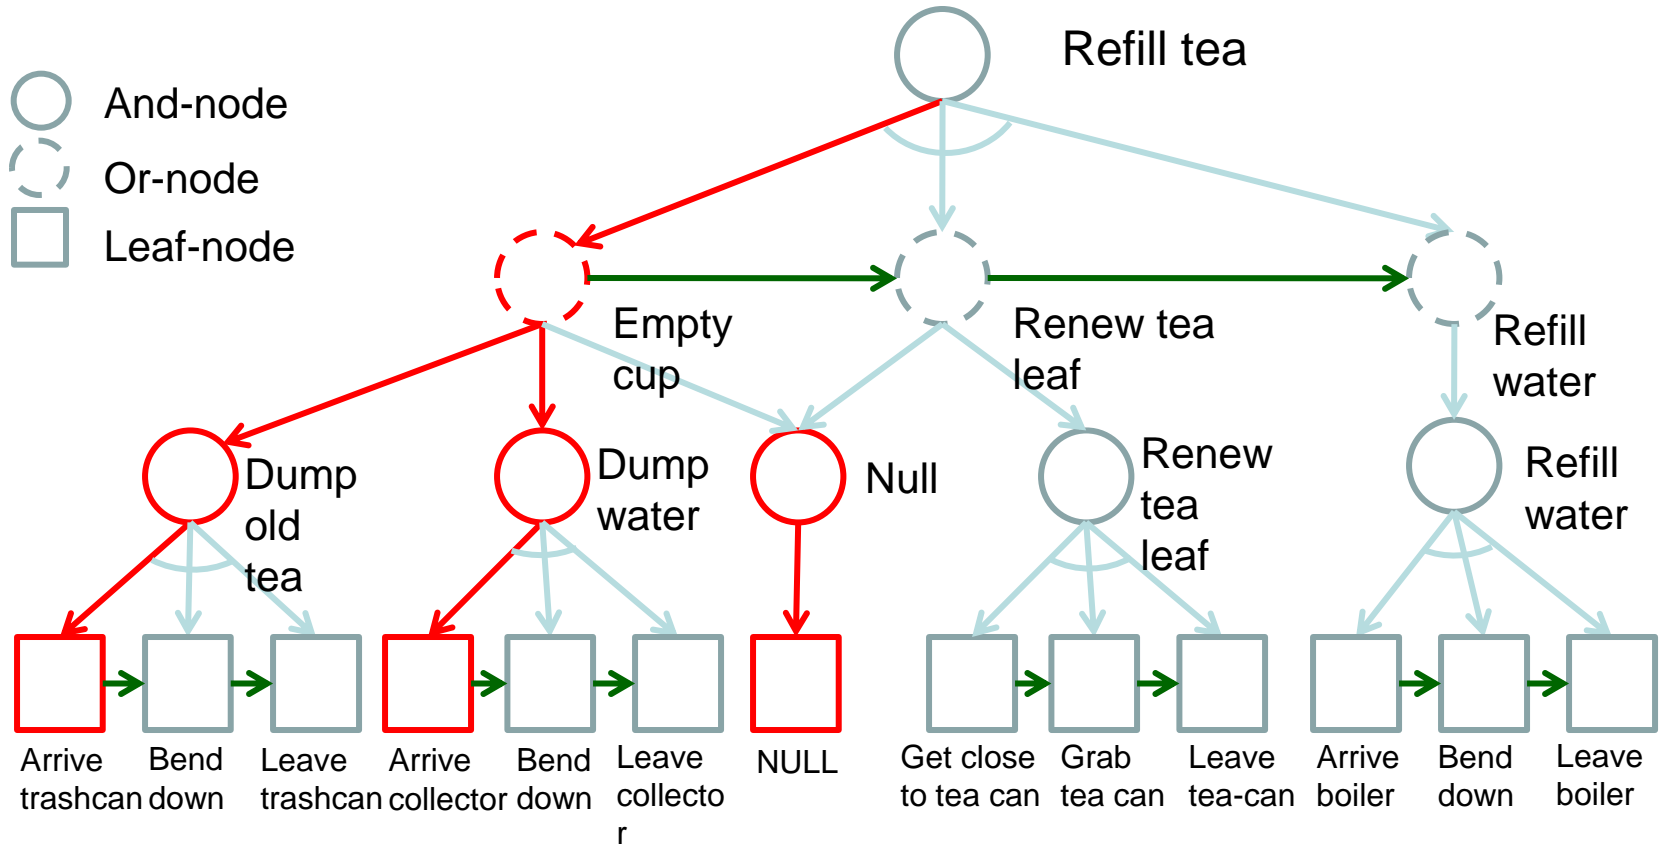 Refill tea
And-node
Or-node
Leaf-node
Empty
cup
Renew tea
leaf
Refill
water
Dump
old
tea
Dump
water
Null
Renew
tea
leaf
Refill
water
Arrive
trashcan
Bend
down
Leave
trashcan
Arrive
collector
Bend
down
Leave
collecto
r
NULL
Get close
to tea can
Grab
tea can
Leave
tea-can
Arrive
boiler
Bend
down
Leave
boiler